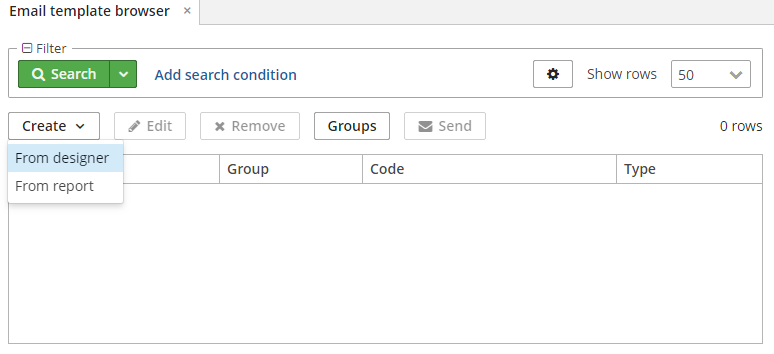 Email template browser ×
Filter
Search Add search condition Show rows 50
Create Edit Remove Groups Send 0 rows
From designer
From report
Group Code Type